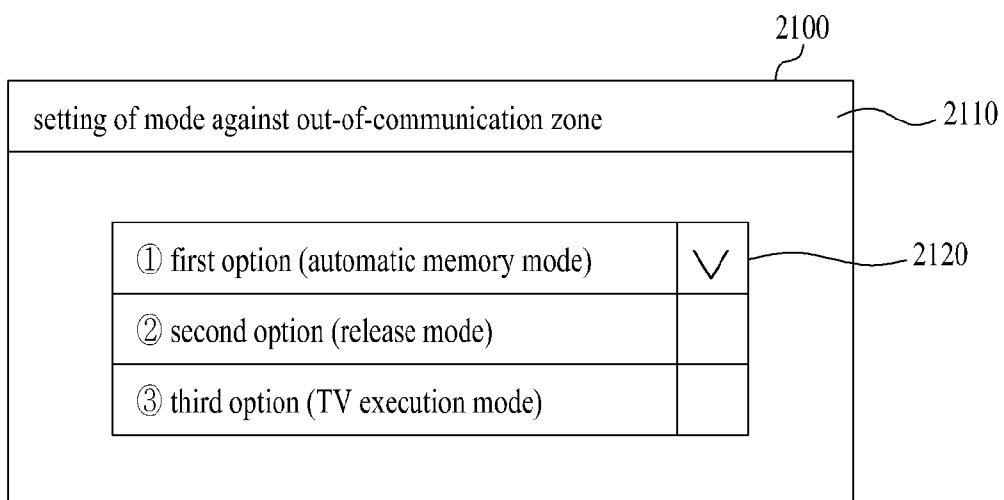 2100
setting of mode against out-of-communication zone
2110
① first option (automatic memory mode)
V
2120
② second option (release mode)
③ third option (TV execution mode)